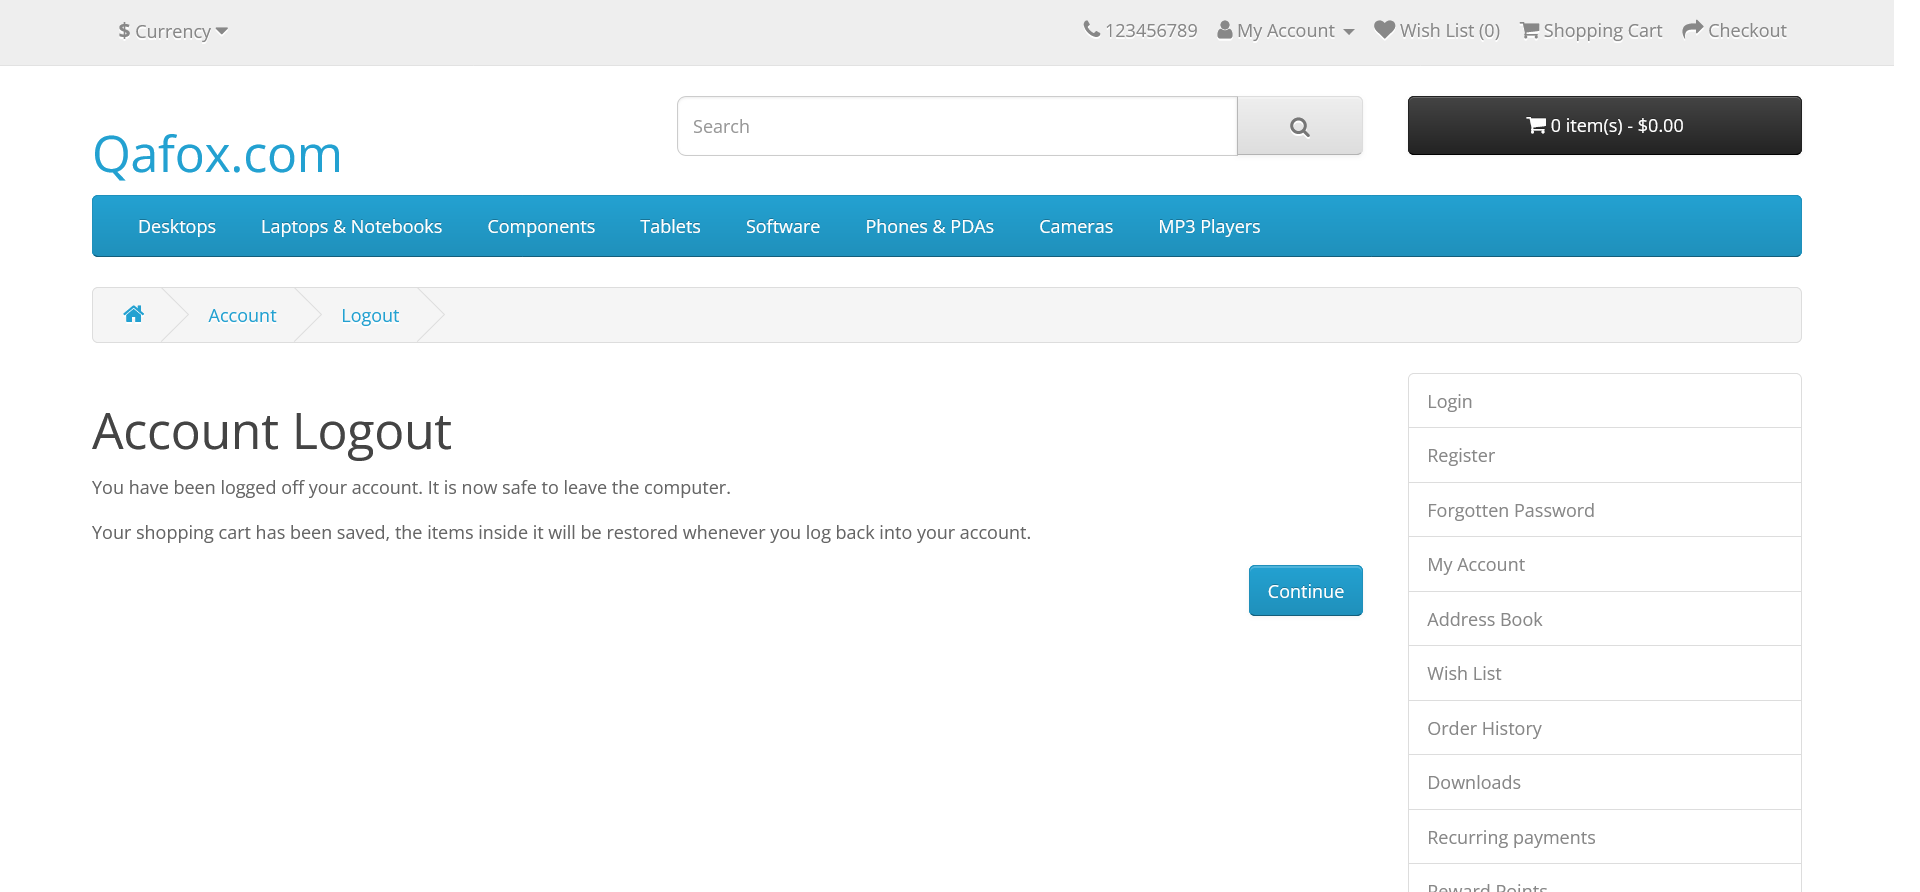 $ Currency
123456789 My Account Wish List (0) Shopping Cart Checkout
Search
0 item(s) - $0.00
Qafox.com
Desktops Laptops & Notebooks Components Tablets Software Phones & PDAs Cameras MP3 Players
Account Logout
Account Logout
You have been logged off your account. It is now safe to leave the computer.
Your shopping cart has been saved, the items inside it will be restored whenever you log back into your account.
Continue
Login
Register
Forgotten Password
My Account
Address Book
Wish List
Order History
Downloads
Recurring payments
Reward Points